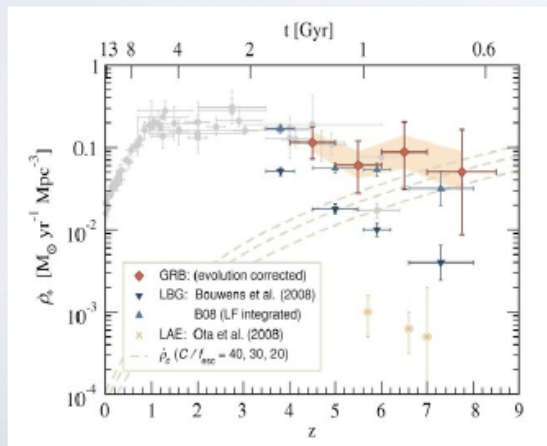 t [Gyr]
13 8 4 2 1 0.6
1
0.1
10⁻²
10⁻³
10⁻⁴
ρ̇* [M⊙ yr⁻¹ Mpc⁻³]
GRB: (evolution corrected)
LBG: Bouwens et al. (2008)
B08 (LF integrated)
LAE: Ota et al. (2008)
ρ̇c (C / fesc = 40, 30, 20)
0 1 2 3 4 5 6 7 8 9
z